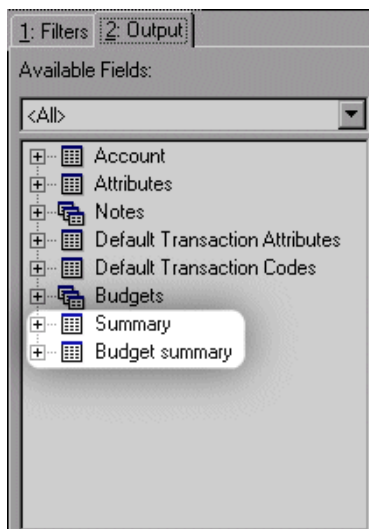 1: Filters 2: Output
Available Fields:
<All>
Account
Attributes
Notes
Default Transaction Attributes
Default Transaction Codes
Budgets
Summary
Budget summary